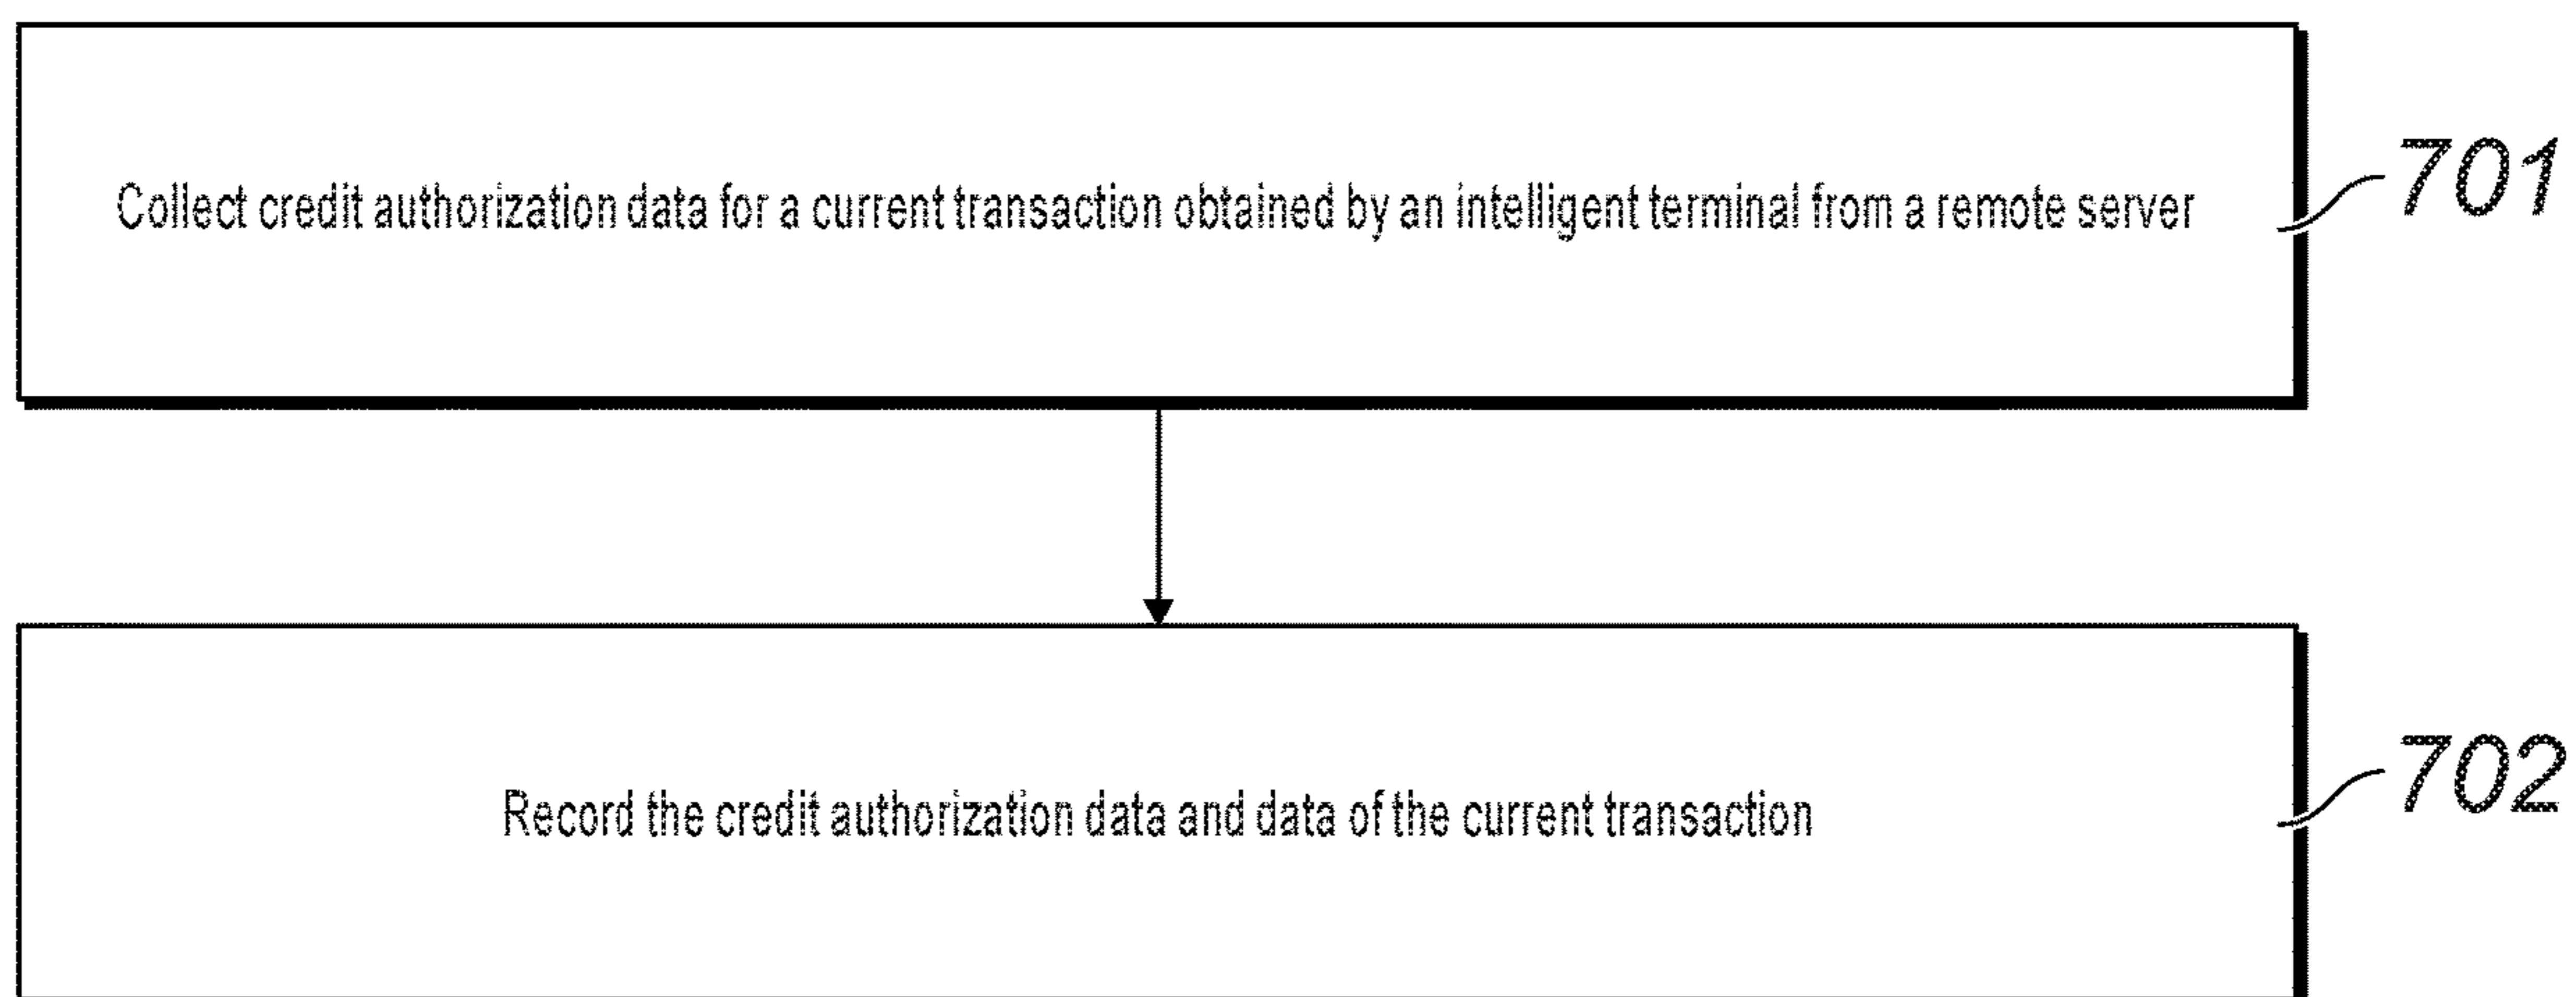 Collect credit authorization data for a current transaction obtained by an intelligent terminal from a remote server
701
Record the credit authorization data and data of the current transaction
702